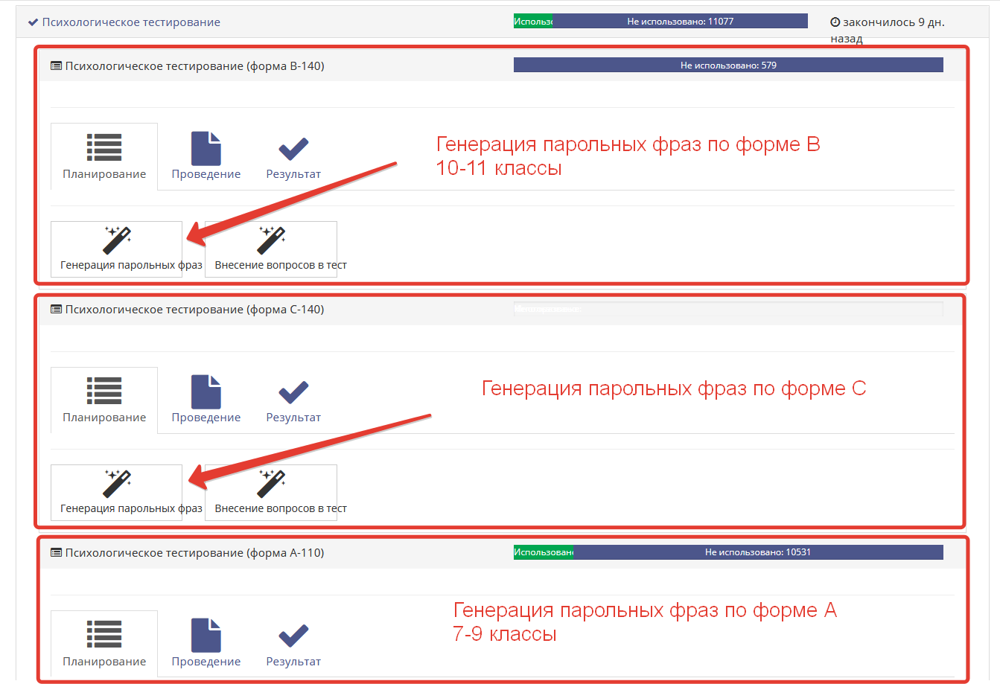 Психологическое тестирование
Не использовано: 11077
закончилось 9 дн.
назад
Психологическое тестирование (форма B-140)
Не использовано: 579
Планирование
Проведение
Результат
Генерация парольных фраз по форме В
10-11 классы
Генерация парольных фраз
Внесение вопросов в тест
Психологическое тестирование (форма C-140)
Планирование
Проведение
Результат
Генерация парольных фраз по форме С
Генерация парольных фраз
Внесение вопросов в тест
Психологическое тестирование (форма A-110)
Использован
Не использовано: 10531
Планирование
Проведение
Результат
Генерация парольных фраз по форме А
7-9 классы